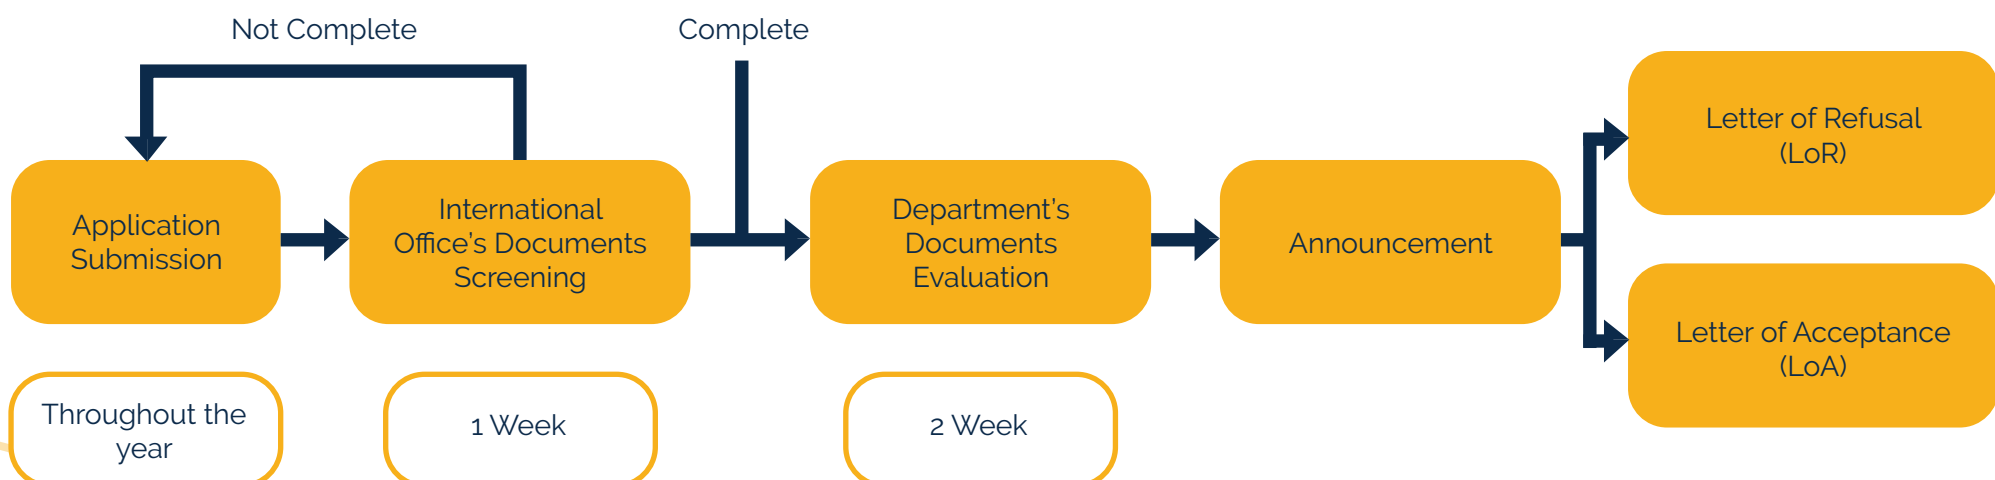 Not Complete
Complete
Application
Submission
International
Office's Documents
Screening
Department's
Documents
Evaluation
Announcement
Letter of Refusal
(LoR)
Letter of Acceptance
(LoA)
Throughout the
year
1 Week
2 Week